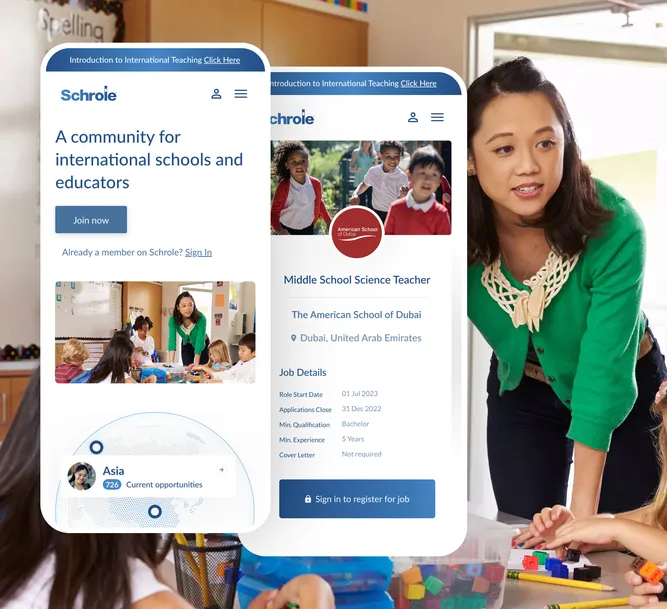 Spelling
Introduction to International Teaching Click Here
Schrole
A community for
international schools and
educators
Join now
Already a member on Schrole? Sign In
Asia
726 Current opportunities
ntroduction to International Teaching Click Here
chrole
American School
of Dubai
Middle School Science Teacher
The American School of Dubai
Dubai, United Arab Emirates
Job Details
Role Start Date 01 Jul 2023
Applications Close 31 Dec 2022
Min. Qualification Bachelor
Min. Experience 5 Years
Cover Letter Not required
Sign in to register for job